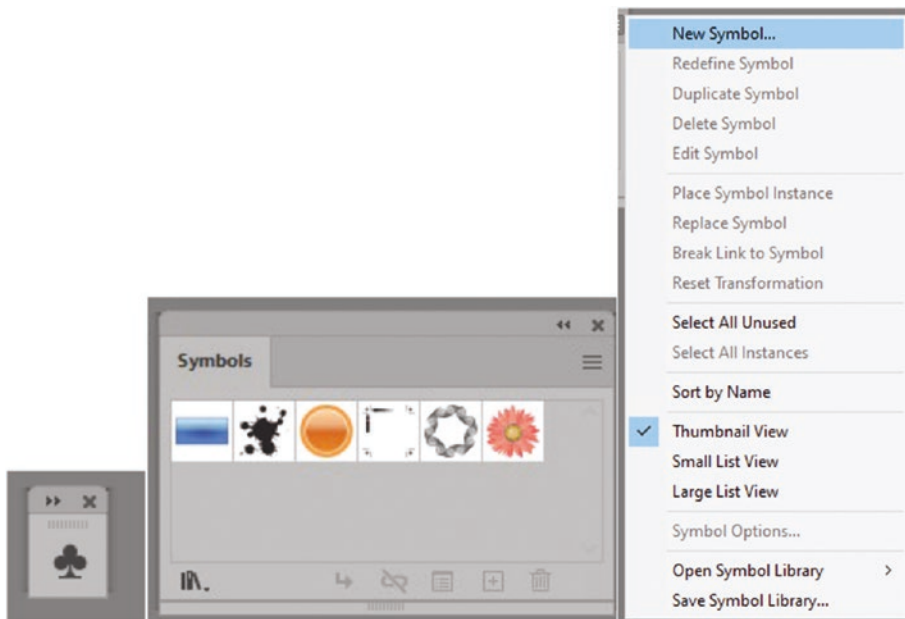 Symbols
New Symbol...
Redefine Symbol
Duplicate Symbol
Delete Symbol
Edit Symbol
Place Symbol Instance
Replace Symbol
Break Link to Symbol
Reset Transformation
Select All Unused
Select All Instances
Sort by Name
Thumbnail View
Small List View
Large List View
Symbol Options...
Open Symbol Library
Save Symbol Library...